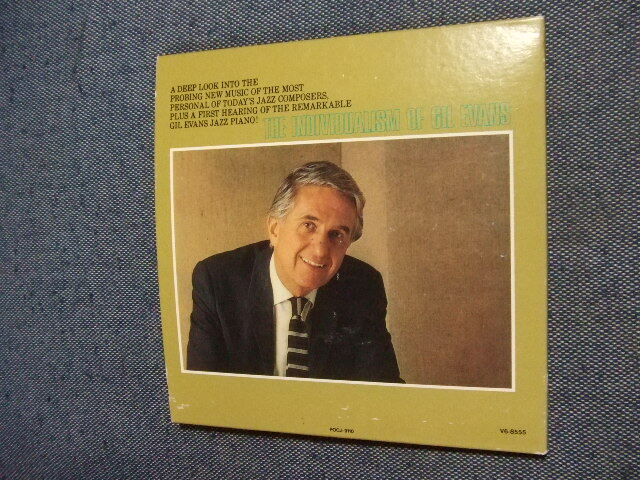 A DEEP LOOK INTO THE
PROBING NEW MUSIC OF THE MOST
PERSONAL OF TODAY'S JAZZ COMPOSERS,
PLUS A FIRST HEARING OF THE REMARKABLE
GIL EVANS JAZZ PIANO!
THE INDIVIDUALISM OF GIL EVANS
V6-8555